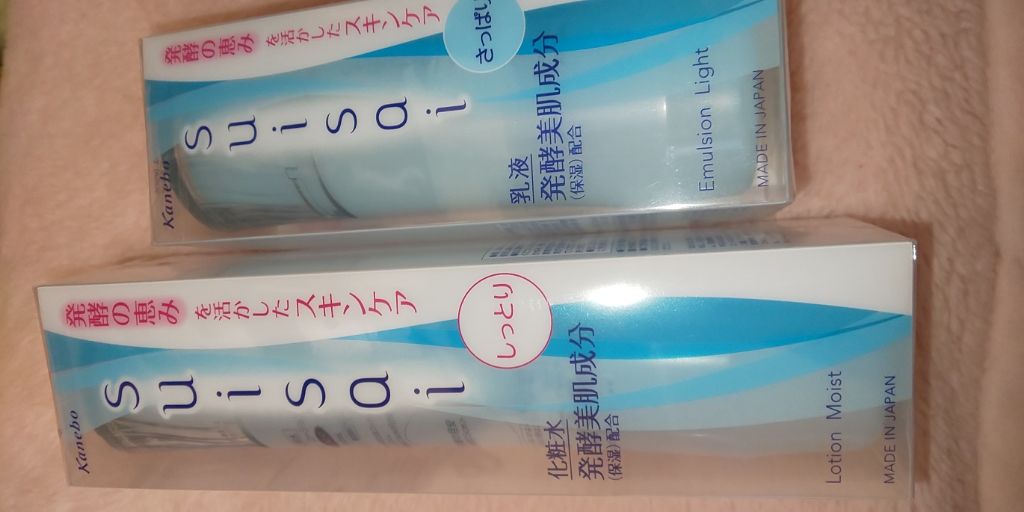 Kanebo
発酵の恵み
を活かした
スキンケア
suisai
さっぱり
乳液
発酵美肌成分
(保湿)配合
Emulsion Light
MADE IN JAPAN
Kanebo
発酵の恵み
を活かした
スキンケア
suisai
しっとり
化粧水
発酵美肌成分
(保湿)配合
Lotion Moist
MADE IN JAPAN